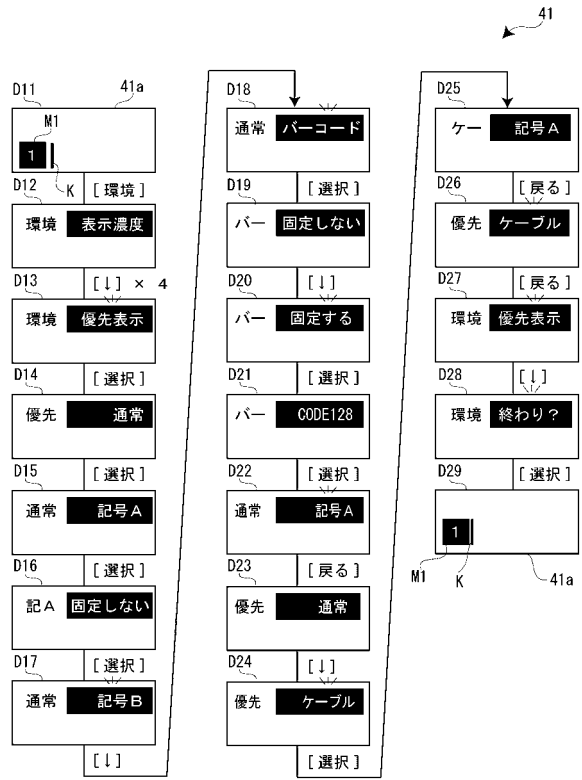 41
D11
41a
M1
1
K
[環境]
D12
環境 表示濃度
[↓] × 4
D13
環境 優先表示
[選択]
D14
優先 通常
[選択]
D15
通常 記号A
[選択]
D16
記A 固定しない
[選択]
D17
通常 記号B
[↓]
D18
通常 バーコード
[選択]
D19
バー 固定しない
[↓]
D20
バー 固定する
[選択]
D21
バー CODE128
[選択]
D22
通常 記号A
[戻る]
D23
優先 通常
[↓]
D24
優先 ケーブル
[選択]
D25
ケー 記号A
[戻る]
D26
優先 ケーブル
[戻る]
D27
環境 優先表示
[↓]
D28
環境 終わり?
[選択]
D29
1
M1
K
41a